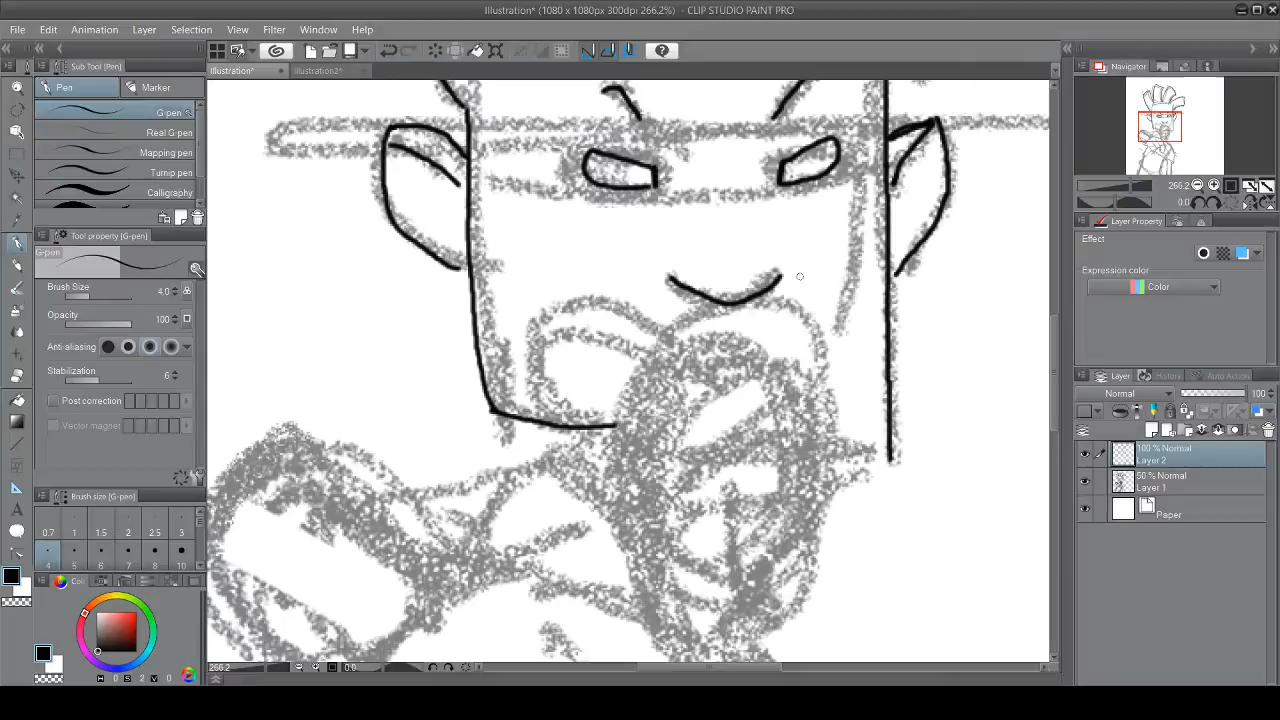 Illustration* (1080 x 1080px 300dpi 266.2%) - CLIP STUDIO PAINT PRO
File Edit Animation Layer Selection View Filter Window Help
Sub Tool [Pen]
Pen Marker
G-pen
Real G-pen
Mapping pen
Turnip pen
Calligraphy
Tool property [G-pen]
G-pen
Brush Size 4.0
Opacity 100
Anti-aliasing
Stabilization 6
Post correction
Vector magnet
Brush size [G-pen]
0.7 1 1.5 2 2.5 3
4 5 6 7 8 10
H 0 S 2 V 0
Illustration* Illustration2*
266.2 0.0
Navigator
266.2
0.0
Layer Property
Effect
Expression color
Color
Layer History Auto Action
Normal 100
100 % Normal
Layer 2
50 % Normal
Layer 1
Paper